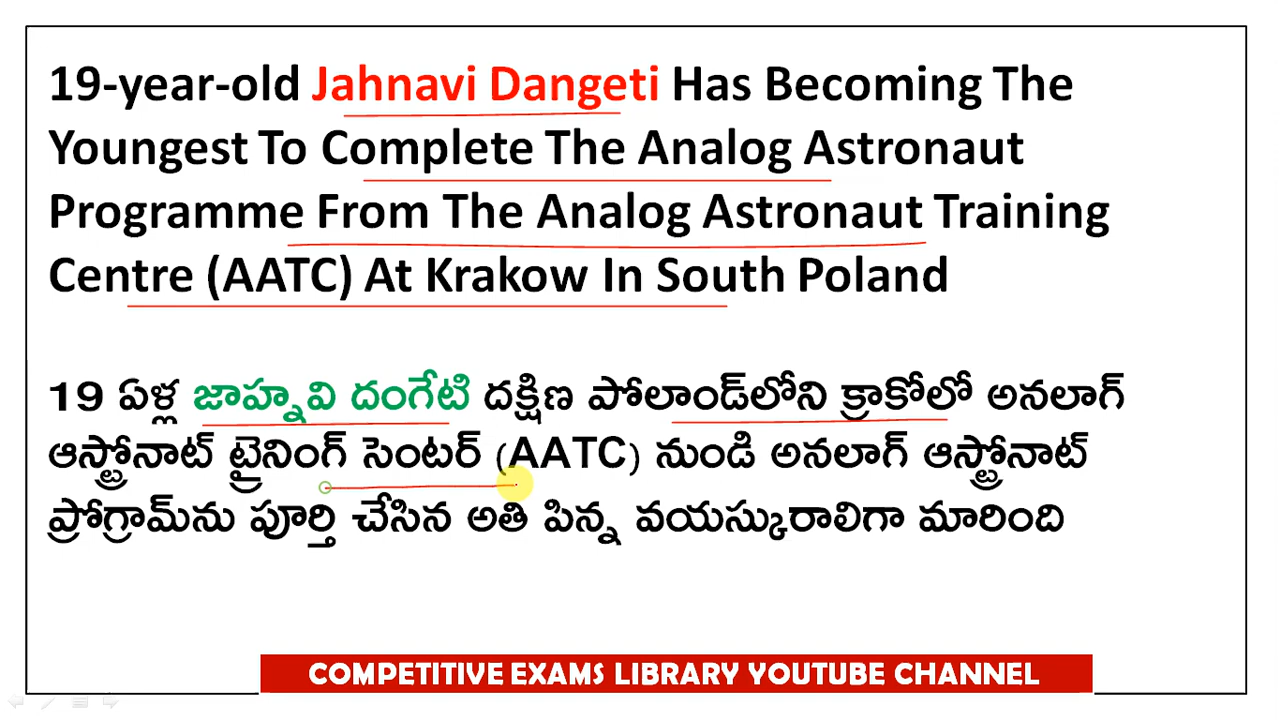 19-year-old Jahnavi Dangeti Has Becoming The
Youngest To Complete The Analog Astronaut
Programme From The Analog Astronaut Training
Centre (AATC) At Krakow In South Poland
19 ఏళ్ల జాహ్నవి దంగేటి దక్షిణ పోలాండ్‌లోని క్రాకోలో అనలాగ్
ఆస్ట్రోనాట్ ట్రైనింగ్ సెంటర్ (AATC) నుండి అనలాగ్ ఆస్ట్రోనాట్
ప్రోగ్రామ్‌ను పూర్తి చేసిన అతి పిన్న వయస్కురాలిగా మారింది
COMPETITIVE EXAMS LIBRARY YOUTUBE CHANNEL